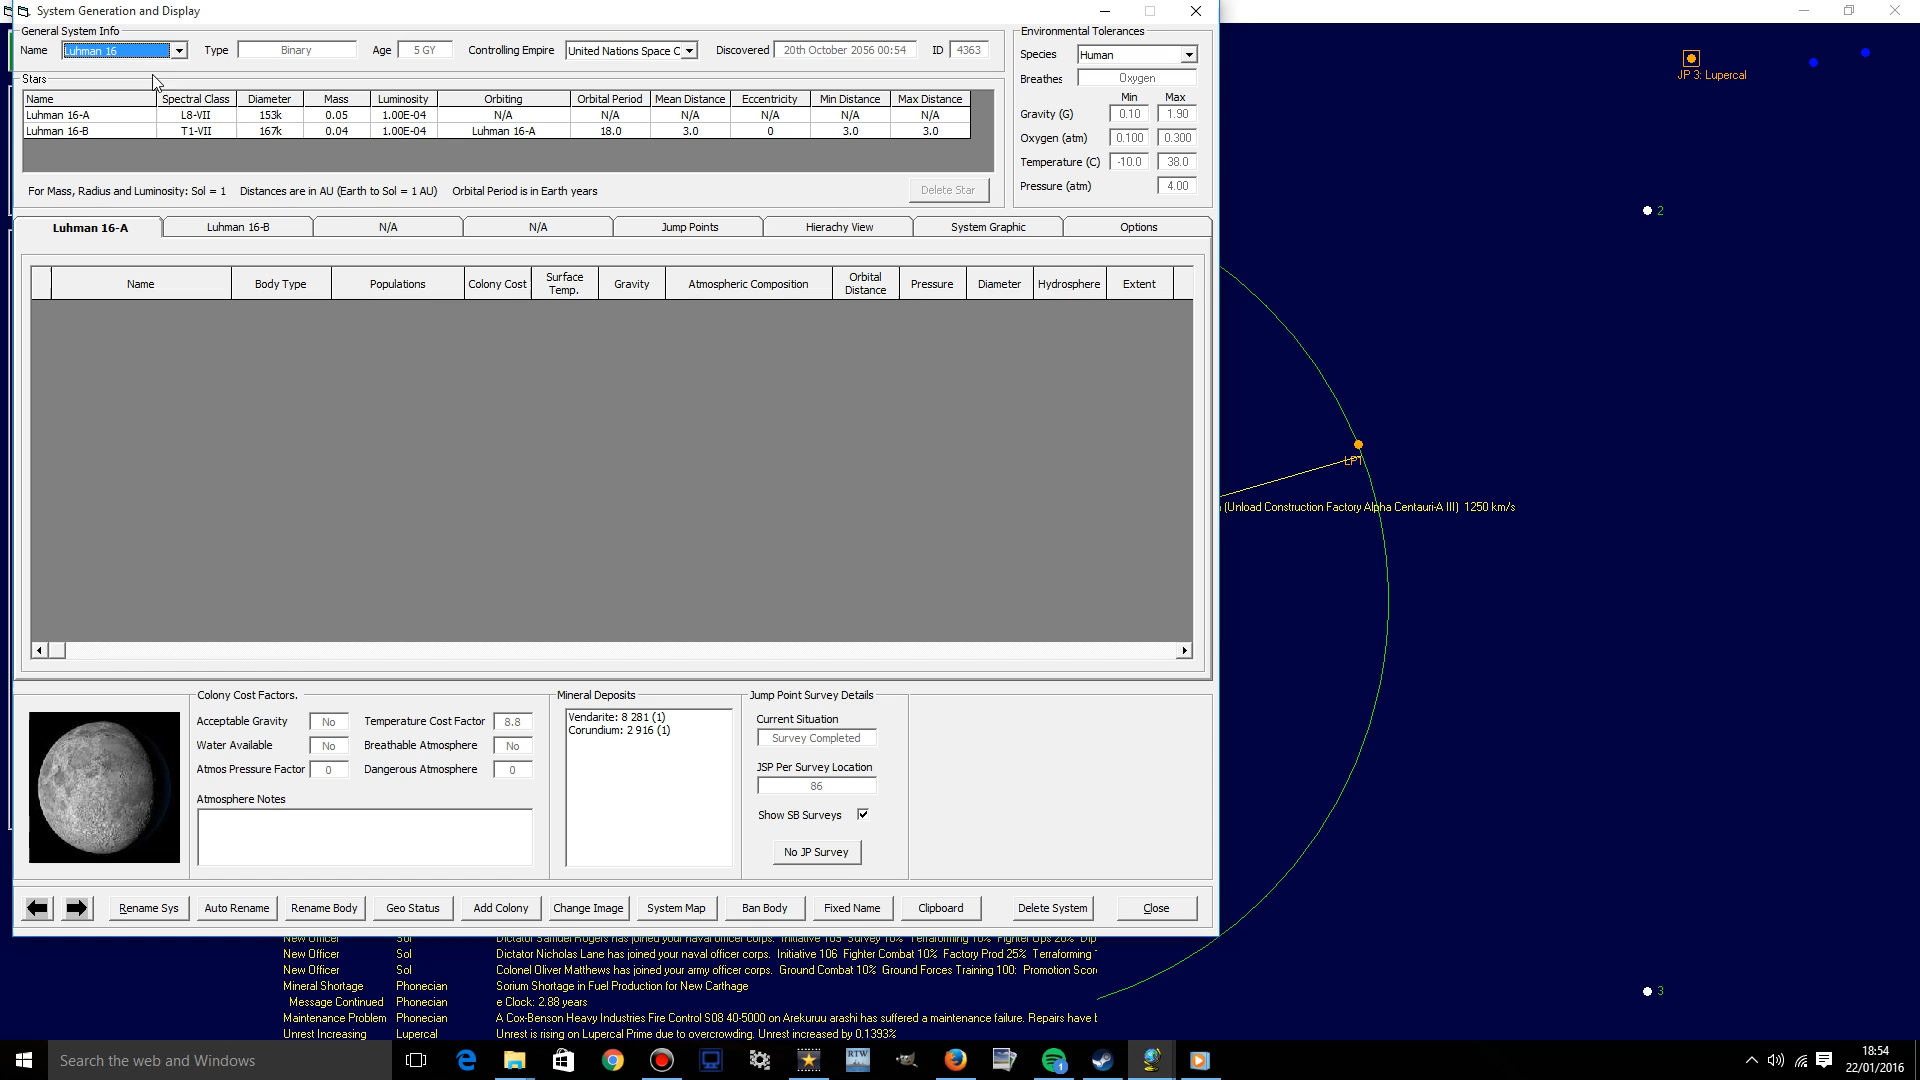 System Generation and Display
General System Info
Name Luhman 16 Type Binary Age 5 GY Controlling Empire United Nations Space C Discovered 20th October 2056 00:54 ID 4363
Stars
Name Spectral Class Diameter Mass Luminosity Orbiting Orbital Period Mean Distance Eccentricity Min Distance Max Distance
Luhman 16-A L8-VII 153k 0.05 1.00E-04 N/A N/A N/A N/A N/A N/A
Luhman 16-B T1-VII 167k 0.04 1.00E-04 Luhman 16-A 18.0 3.0 0 3.0 3.0
For Mass, Radius and Luminosity: Sol = 1 Distances are in AU (Earth to Sol = 1 AU) Orbital Period is in Earth years Delete Star
Environmental Tolerances
Species Human
Breathes Oxygen
Min Max
Gravity (G) 0.10 1.90
Oxygen (atm) 0.100 0.300
Temperature (C) -10.0 38.0
Pressure (atm) 4.00
JP 3: Lupercal
2
Luhman 16-A Luhman 16-B N/A N/A Jump Points Hierachy View System Graphic Options
Name Body Type Populations Colony Cost Surface Temp. Gravity Atmospheric Composition Orbital Distance Pressure Diameter Hydrosphere Extent
LP1
(Unload Construction Factory Alpha Centauri-A III) 1250 km/s
Colony Cost Factors.
Acceptable Gravity No Temperature Cost Factor 8.8
Water Available No Breathable Atmosphere No
Atmos Pressure Factor 0 Dangerous Atmosphere 0
Atmosphere Notes
Mineral Deposits
Vendarite: 8 281 (1)
Corundium: 2 916 (1)
Jump Point Survey Details
Current Situation
Survey Completed
JSP Per Survey Location
86
Show SB Surveys
No JP Survey
Rename Sys Auto Rename Rename Body Geo Status Add Colony Change Image System Map Ban Body Fixed Name Clipboard Delete System Close
New Officer Sol Dictator Samuel Rogers has joined your naval officer corps. Initiative 105 Survey 10% Terraforming 10% Fighter Ops 20% Dip
New Officer Sol Dictator Nicholas Lane has joined your naval officer corps. Initiative 106 Fighter Combat 10% Factory Prod 25% Terraforming
New Officer Sol Colonel Oliver Matthews has joined your army officer corps. Ground Combat 10% Ground Forces Training 100: Promotion Scor
Mineral Shortage Phonecian Sorium Shortage in Fuel Production for New Carthage
Message Continued Phonecian e Clock: 2.88 years
Maintenance Problem Phonecian A Cox-Benson Heavy Industries Fire Control S08 40-5000 on Arekuruu arashi has suffered a maintenance failure. Repairs have b
Unrest Increasing Lupercal Unrest is rising on Lupercal Prime due to overcrowding. Unrest increased by 0.1393%
3
Search the web and Windows
RTW
1
18:54
22/01/2016